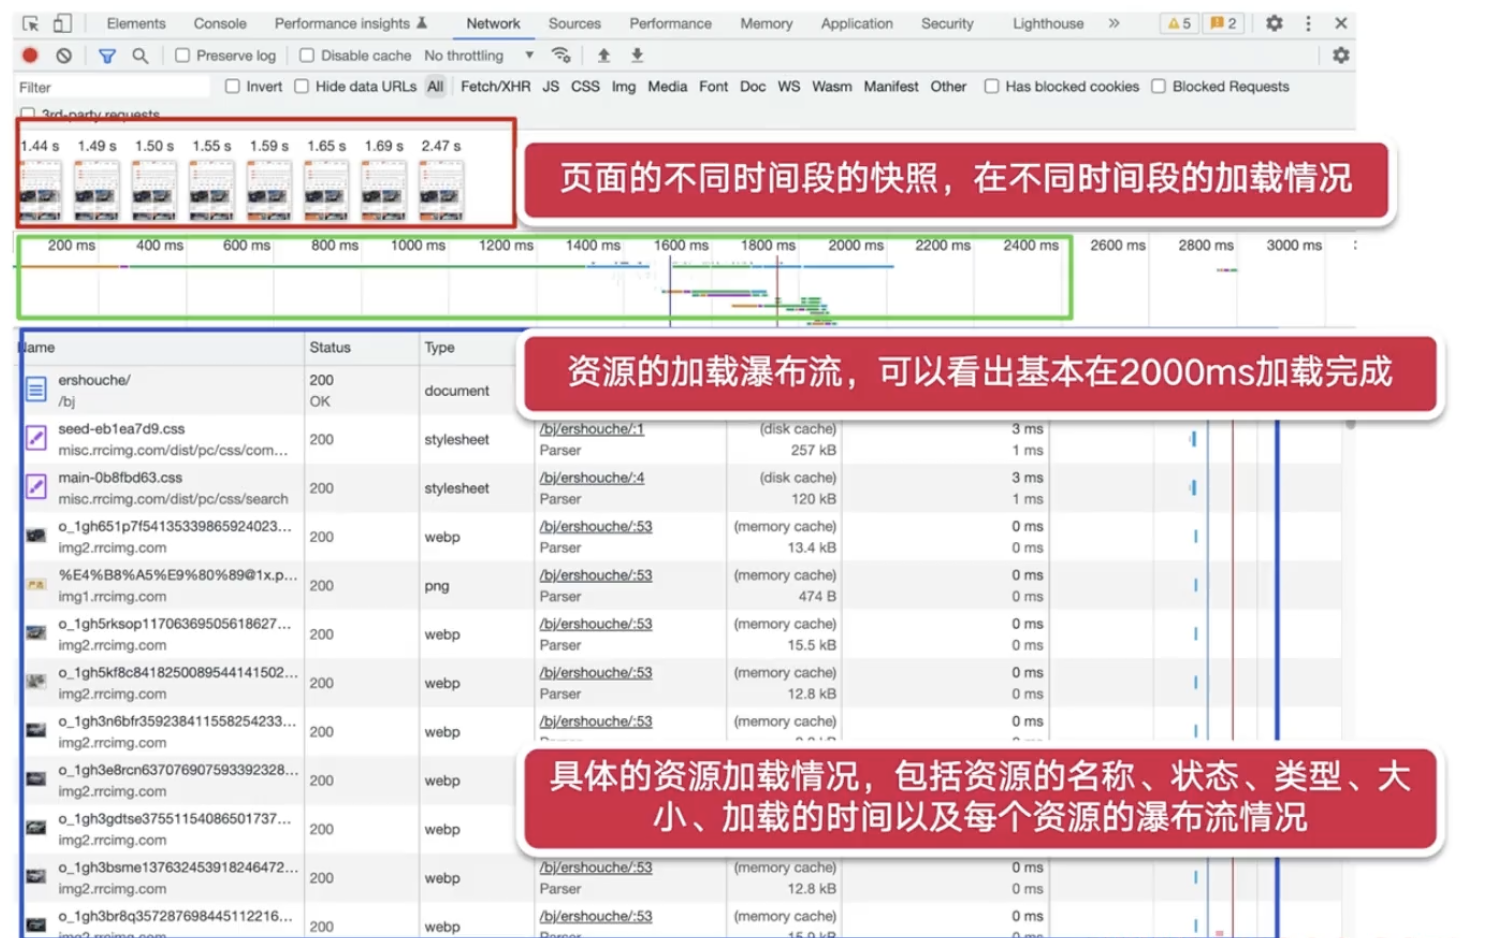 Elements Console Performance insights Network Sources Performance Memory Application Security Lighthouse » 5 2
Preserve log Disable cache No throttling
Filter Invert Hide data URLs All Fetch/XHR JS CSS Img Media Font Doc WS Wasm Manifest Other Has blocked cookies Blocked Requests
3rd-party requests
1.44 s 1.49 s 1.50 s 1.55 s 1.59 s 1.65 s 1.69 s 2.47 s
页面的不同时间段的快照，在不同时间段的加载情况
200 ms 400 ms 600 ms 800 ms 1000 ms 1200 ms 1400 ms 1600 ms 1800 ms 2000 ms 2200 ms 2400 ms 2600 ms 2800 ms 3000 ms
Name Status Type
资源的加载瀑布流，可以看出基本在2000ms加载完成
ershouche/ 200 document
/bj OK
seed-eb1ea7d9.css 200 stylesheet /bj/ershouche/:1 (disk cache) 3 ms
misc.rrcimg.com/dist/pc/css/com... Parser 257 kB 1 ms
main-0b8fbd63.css 200 stylesheet /bj/ershouche/:4 (disk cache) 3 ms
misc.rrcimg.com/dist/pc/css/search Parser 120 kB 1 ms
o_1gh651p7f54135339865924023... 200 webp /bj/ershouche/:53 (memory cache) 0 ms
img2.rrcimg.com Parser 13.4 kB 0 ms
%E4%B8%A5%E9%80%89@1x.p... 200 png /bj/ershouche/:53 (memory cache) 0 ms
img1.rrcimg.com Parser 474 B 0 ms
o_1gh5rksop11706369505618627... 200 webp /bj/ershouche/:53 (memory cache) 0 ms
img2.rrcimg.com Parser 15.5 kB 0 ms
o_1gh5kf8c8418250089544141502... 200 webp /bj/ershouche/:53 (memory cache) 0 ms
img2.rrcimg.com Parser 12.8 kB 0 ms
o_1gh3n6bfr359238411558254233... 200 webp /bj/ershouche/:53 (memory cache) 0 ms
img2.rrcimg.com
o_1gh3e8rcn637076907593392328... 200 webp
img2.rrcimg.com
具体的资源加载情况，包括资源的名称、状态、类型、大
小、加载的时间以及每个资源的瀑布流情况
o_1gh3gdtse37551154086501737... 200 webp
img2.rrcimg.com
o_1gh3bsme137632453918246472... 200 webp /bj/ershouche/:53 (memory cache) 0 ms
img2.rrcimg.com Parser 12.8 kB 0 ms
o_1gh3br8q357287698445112216... 200 webp /bj/ershouche/:53 (memory cache) 0 ms
img2.rrcimg.com Parser 15.9 kB 0 ms